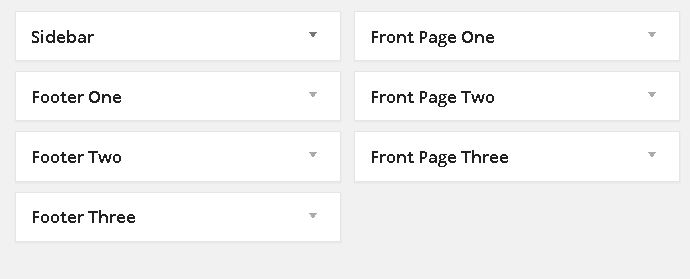 Sidebar
Footer One
Footer Two
Footer Three
Front Page One
Front Page Two
Front Page Three